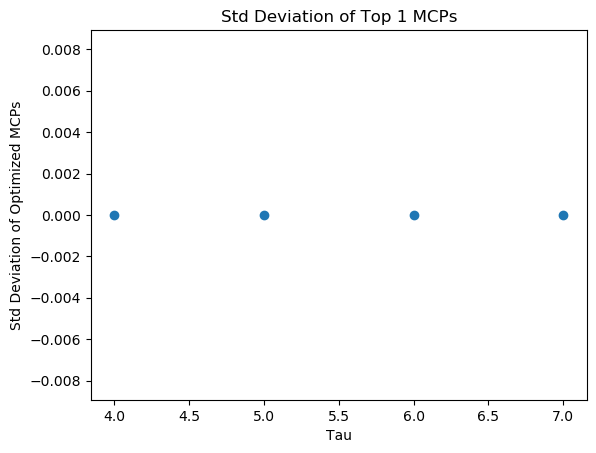 Std Deviation of Top 1 MCPs
Std Deviation of Optimized MCPs
0.008
0.006
0.004
0.002
0.000
−0.002
−0.004
−0.006
−0.008
4.0 4.5 5.0 5.5 6.0 6.5 7.0
Tau